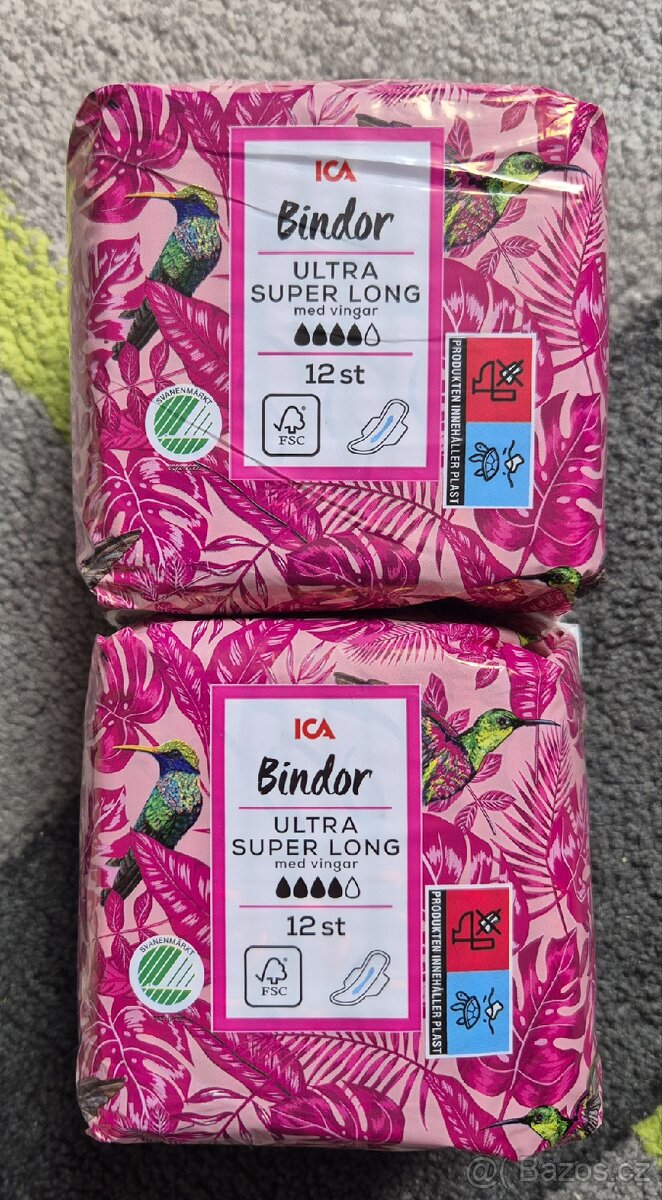 ICA
Bindor
ULTRA
SUPER LONG
med vingar
12 st
SVANENMÄRKT
FSC
PRODUKTEN INNEHÅLLER PLAST
ICA
Bindor
ULTRA
SUPER LONG
med vingar
12 st
SVANENMÄRKT
FSC
PRODUKTEN INNEHÅLLER PLAST
@ Bazos.cz